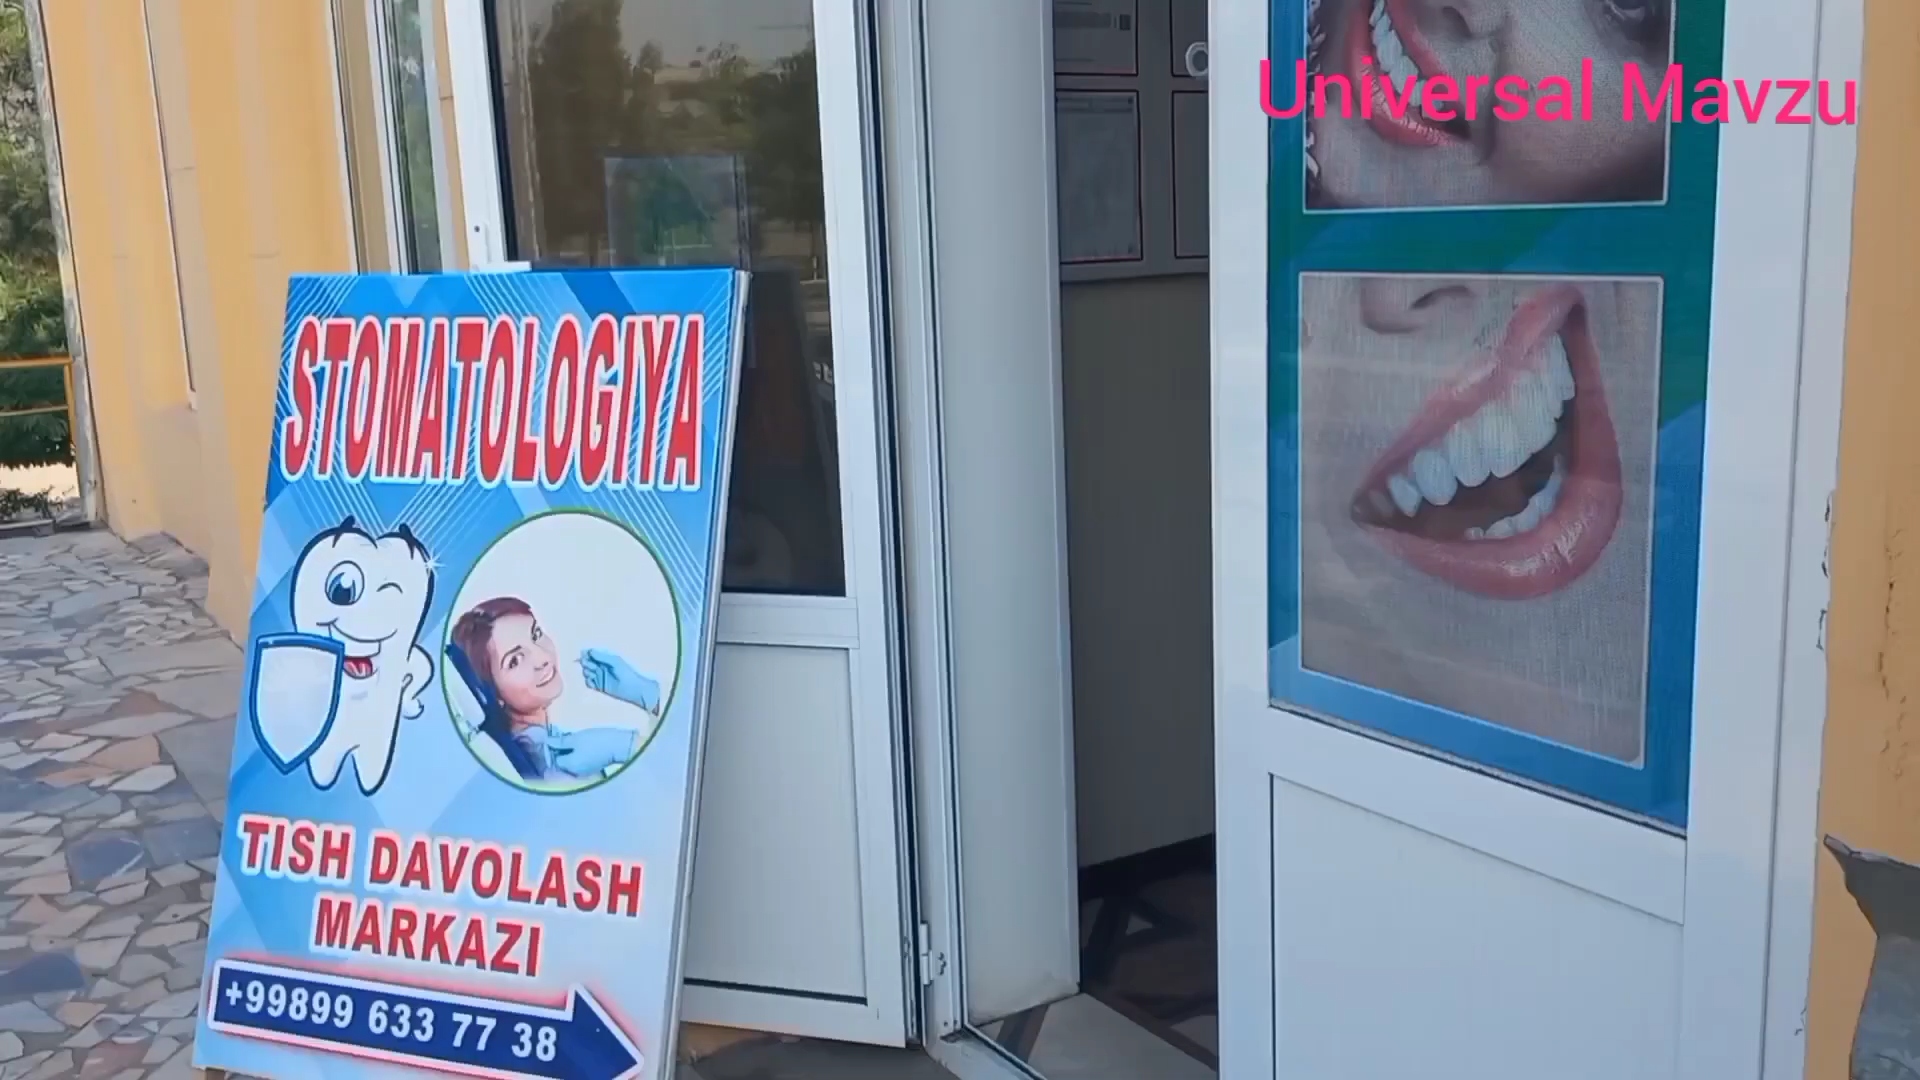 Universal Mavzu
STOMATOLOGIYA
TISH DAVOLASH
MARKAZI
+99899 633 77 38